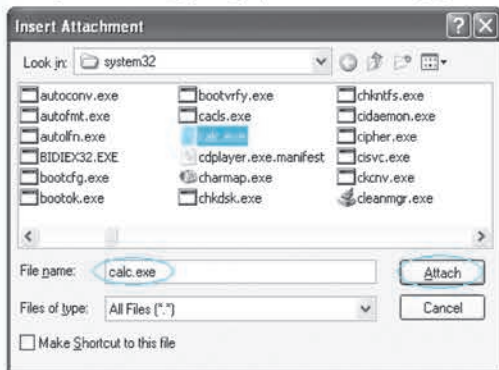 Insert Attachment
Look in: system32
autoconv.exe bootvrfy.exe chkntfs.exe
autofmt.exe cacls.exe cidaemon.exe
autolfn.exe calc.exe cipher.exe
BIDIEX32.EXE cdplayer.exe.manifest cisvc.exe
bootcfg.exe charmap.exe ckcnv.exe
bootok.exe chkdsk.exe cleanmgr.exe
File name: calc.exe Attach
Files of type: All Files (*.*) Cancel
Make Shortcut to this file